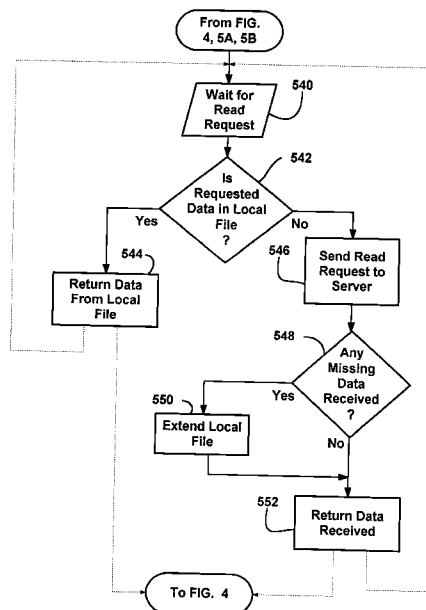 From FIG.
4, 5A, 5B
540
Wait for
Read
Request
542
Is
Requested
Data in Local
File
?
Yes
No
544
Return Data
From Local
File
546
Send Read
Request to
Server
548
Any
Missing
Data
Received
?
Yes
No
550
Extend Local
File
552
Return Data
Received
To FIG. 4